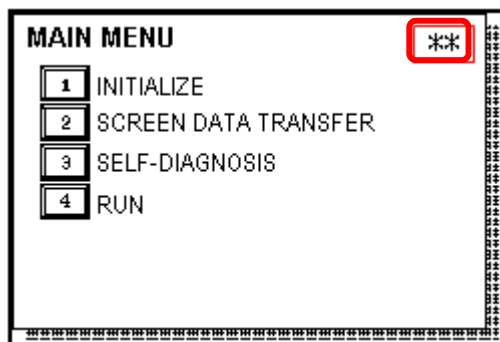 MAIN MENU **
1 INITIALIZE
2 SCREEN DATA TRANSFER
3 SELF-DIAGNOSIS
4 RUN